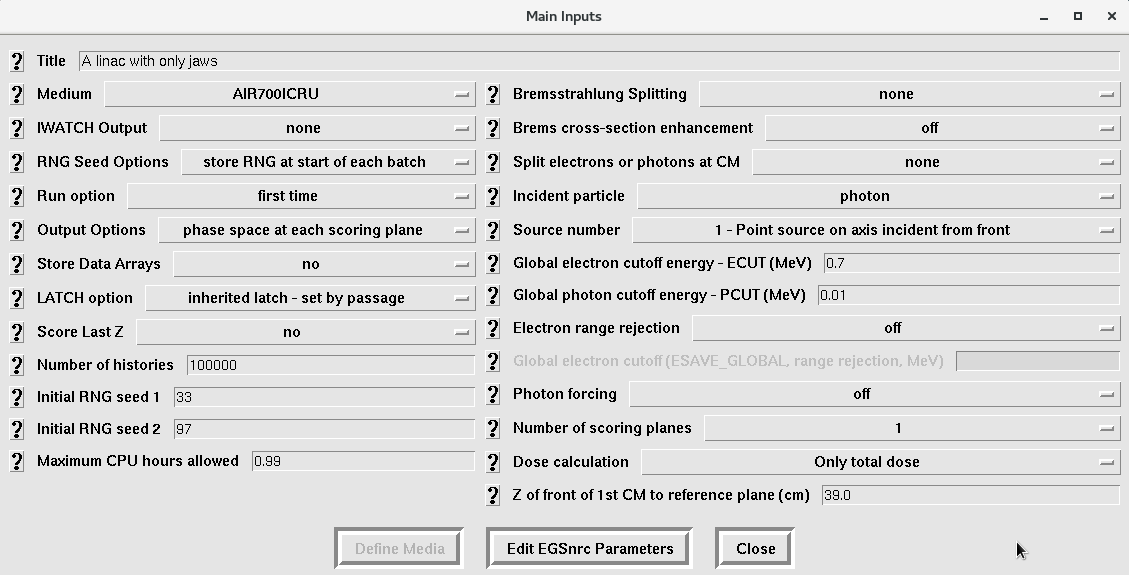 Main Inputs
? Title A linac with only jaws
? Medium AIR700ICRU ? Bremsstrahlung Splitting none
? IWATCH Output none ? Brems cross-section enhancement off
? RNG Seed Options store RNG at start of each batch ? Split electrons or photons at CM none
? Run option first time ? Incident particle photon
? Output Options phase space at each scoring plane ? Source number 1 - Point source on axis incident from front
? Store Data Arrays no ? Global electron cutoff energy - ECUT (MeV) 0.7
? LATCH option inherited latch - set by passage ? Global photon cutoff energy - PCUT (MeV) 0.01
? Score Last Z no ? Electron range rejection off
? Number of histories 100000 ? Global electron cutoff (ESAVE_GLOBAL, range rejection, MeV)
? Initial RNG seed 1 33 ? Photon forcing off
? Initial RNG seed 2 97 ? Number of scoring planes 1
? Maximum CPU hours allowed 0.99 ? Dose calculation Only total dose
? Z of front of 1st CM to reference plane (cm) 39.0
Define Media Edit EGSnrc Parameters Close